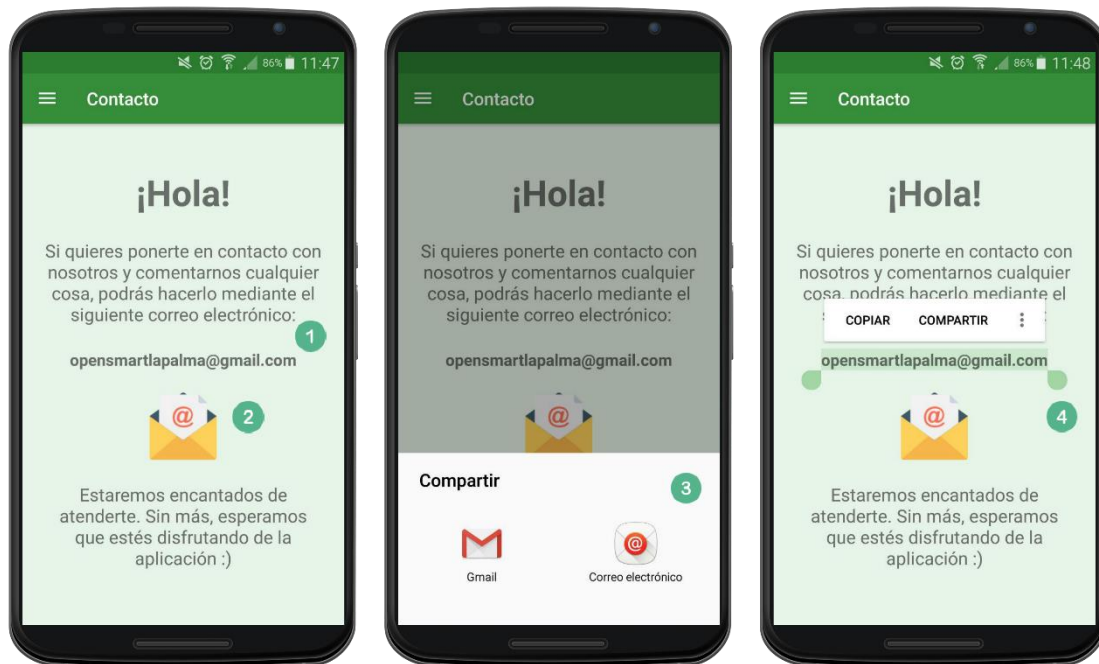 86% 11:47
Contacto
¡Hola!
Si quieres ponerte en contacto con
nosotros y comentarnos cualquier
cosa, podrás hacerlo mediante el
siguiente correo electrónico:
1
opensmartlapalma@gmail.com
@
2
Estaremos encantados de
atenderte. Sin más, esperamos
que estés disfrutando de la
aplicación :)
Contacto
¡Hola!
Si quieres ponerte en contacto con
nosotros y comentarnos cualquier
cosa, podrás hacerlo mediante el
siguiente correo electrónico:
opensmartlapalma@gmail.com
@
Compartir
3
@
Gmail
Correo electrónico
86% 11:48
Contacto
¡Hola!
Si quieres ponerte en contacto con
nosotros y comentarnos cualquier
cosa, podrás hacerlo mediante el
COPIAR COMPARTIR
opensmartlapalma@gmail.com
@
4
Estaremos encantados de
atenderte. Sin más, esperamos
que estés disfrutando de la
aplicación :)